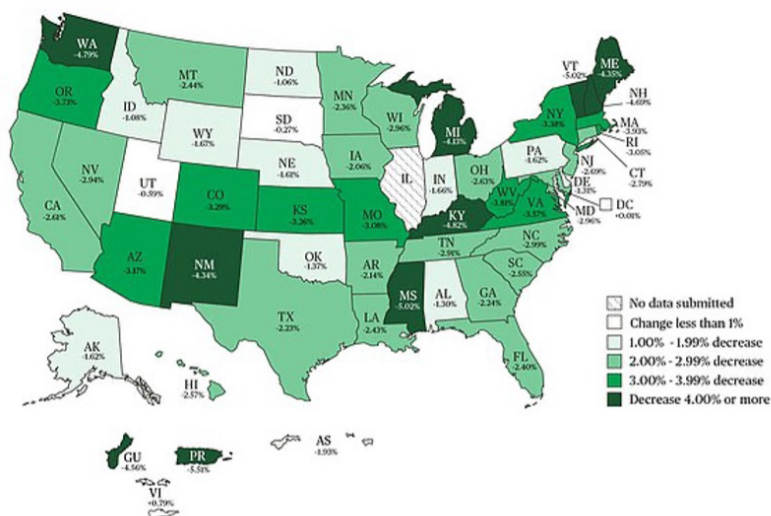 WA
-4.79%
OR
-3.73%
ID
-1.08%
MT
-2.44%
ND
-1.06%
SD
-0.27%
WY
-1.67%
NE
-1.61%
MN
-2.36%
WI
-2.96%
IA
-2.06%
NV
-2.94%
UT
-0.59%
CA
-2.61%
CO
-3.29%
KS
-3.26%
MO
-3.08%
IL
IN
-1.66%
OH
-2.63%
MI
-4.13%
PA
-1.62%
NY
-3.38%
VT
-5.02%
ME
-4.35%
NH
-4.69%
MA
-3.93%
RI
-3.05%
CT
-2.79%
NJ
-2.69%
DE
-1.31%
MD
-2.96%
DC
+0.01%
WV
-3.81%
VA
-3.57%
KY
-4.82%
TN
-2.91%
NC
-2.99%
SC
-2.55%
AZ
-3.17%
NM
-4.34%
OK
-1.37%
AR
-2.14%
TX
-2.23%
LA
-2.43%
MS
-5.02%
AL
-1.30%
GA
-2.24%
FL
-2.40%
AK
-1.62%
HI
-2.57%
GU
-4.56%
PR
-5.51%
VI
+0.79%
AS
-1.93%
No data submitted
Change less than 1%
1.00% -1.99% decrease
2.00% - 2.99% decrease
3.00% - 3.99% decrease
Decrease 4.00% or more